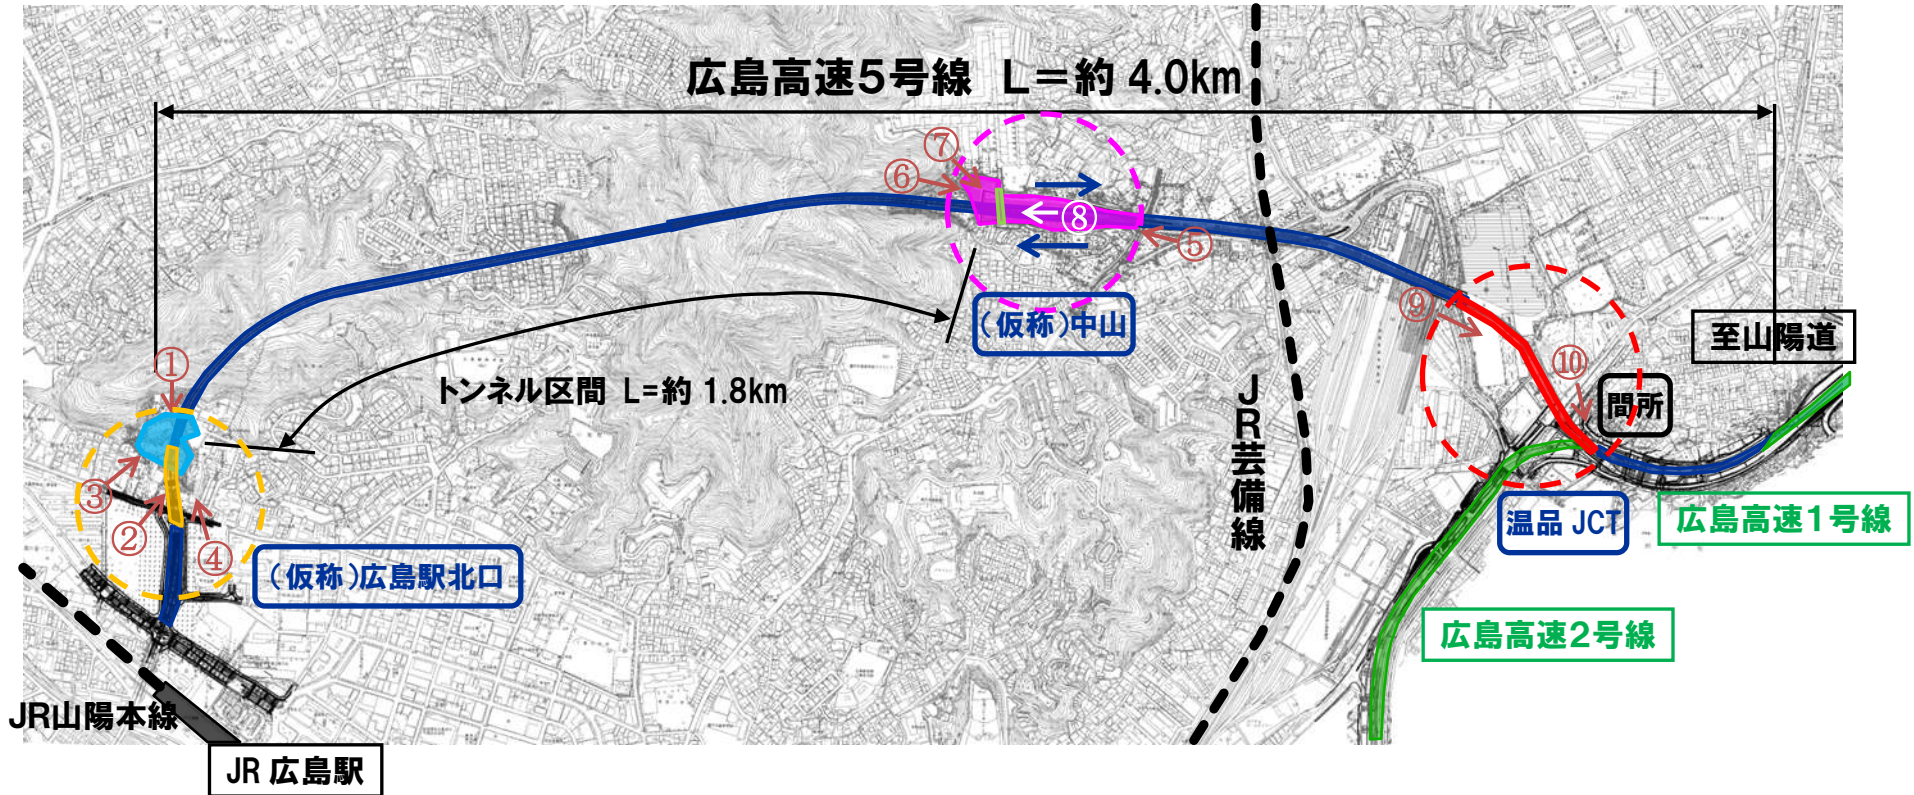 広島高速5号線 L=約 4.0km
⑦
⑥
⑧
⑤
(仮称)中山
⑨
至山陽道
①
トンネル区間 L=約 1.8km
⑩
間所
JR芸備線
③
②
④
(仮称)広島駅北口
温品 JCT
広島高速1号線
広島高速2号線
JR山陽本線
JR 広島駅